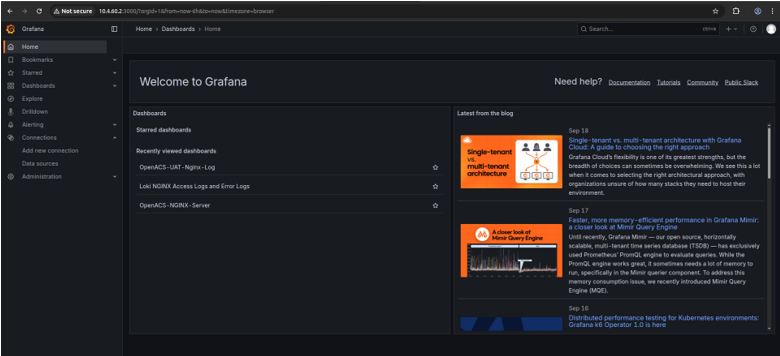 Not secure 10.4.60.2:3000/?orgId=1&from=now-6h&to=now&timezone=browser
Grafana
Home > Dashboards > Home
Search...
ctrl+k
Home
Bookmarks
Starred
Dashboards
Explore
Drilldown
Alerting
Connections
Add new connection
Data sources
Administration
Welcome to Grafana
Need help? Documentation Tutorials Community Public Slack
Dashboards
Starred dashboards
Recently viewed dashboards
OpenACS-UAT-Nginx-Log
Loki NGINX Access Logs and Error Logs
OpenACS-NGINX-Server
Latest from the blog
Single-tenant
vs.
multi-tenant
architecture
Sep 18
Single-tenant vs. multi-tenant architecture with Grafana
Cloud: A guide to choosing the right approach
Grafana Cloud's flexibility is one of its greatest strengths, but the
breadth of choices can sometimes be overwhelming. We see this a lot
when it comes to selecting the right architectural approach, with
organizations unsure of how many stacks they need to host their
environment.
A closer look at
Mimir Query Engine
Sep 17
Faster, more memory-efficient performance in Grafana Mimir:
a closer look at Mimir Query Engine
Until recently, Grafana Mimir — our open source, horizontally
scalable, multi-tenant time series database (TSDB) — has exclusively
used Prometheus' PromQL engine to evaluate queries. While the
PromQL engine works great, it sometimes needs a lot of memory to
run, specifically in the Mimir querier component. To address this
memory consumption issue, we recently introduced Mimir Query
Engine (MQE).
Sep 16
Distributed performance testing for Kubernetes environments:
Grafana k6 Operator 1.0 is here